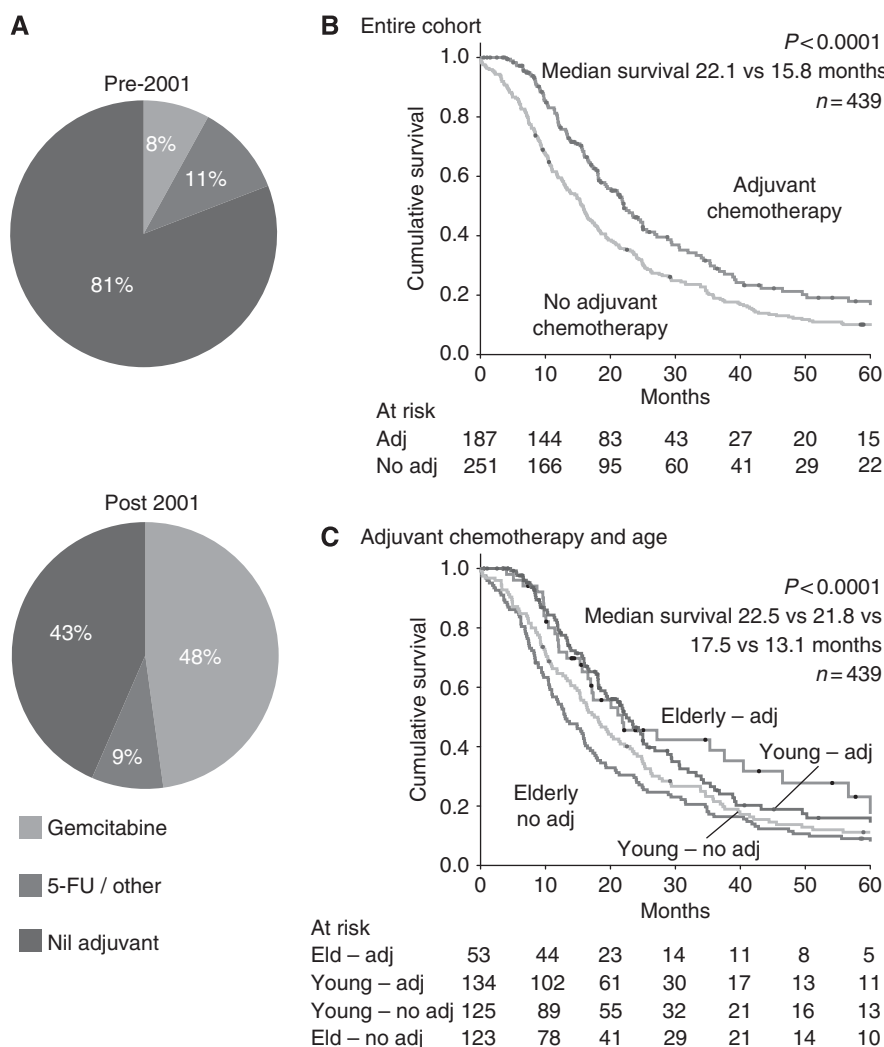 A
Pre-2001
8%
11%
81%
Post 2001
43%
48%
9%
Gemcitabine
5-FU / other
Nil adjuvant
B Entire cohort
P<0.0001
Median survival 22.1 vs 15.8 months
n=439
Cumulative survival
1.0
0.8
0.6
0.4
0.2
0.0
Adjuvant
chemotherapy
No adjuvant
chemotherapy
0 10 20 30 40 50 60
Months
At risk
Adj 187 144 83 43 27 20 15
No adj 251 166 95 60 41 29 22
C Adjuvant chemotherapy and age
P<0.0001
Median survival 22.5 vs 21.8 vs
17.5 vs 13.1 months
n=439
Cumulative survival
1.0
0.8
0.6
0.4
0.2
0.0
Elderly – adj
Young – adj
Elderly
no adj
Young – no adj
0 10 20 30 40 50 60
Months
At risk
Eld – adj 53 44 23 14 11 8 5
Young – adj 134 102 61 30 17 13 11
Young – no adj 125 89 55 32 21 16 13
Eld – no adj 123 78 41 29 21 14 10